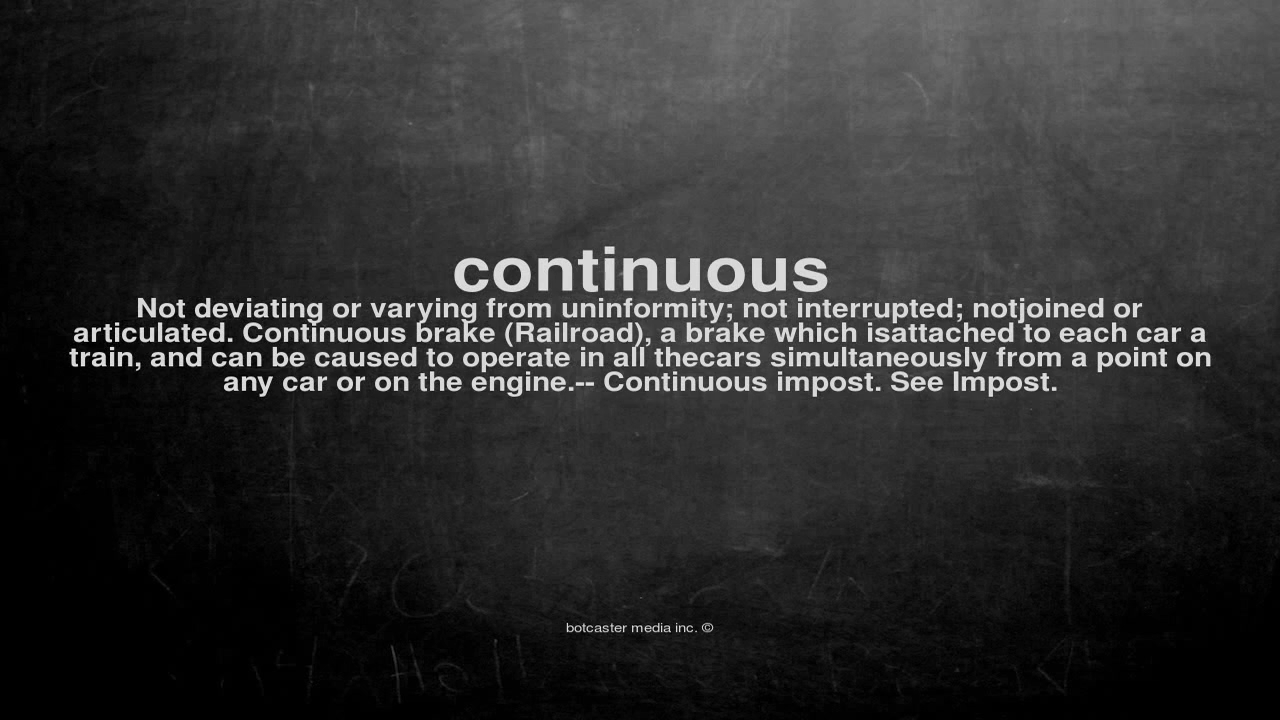 continuous
Not deviating or varying from uninformity; not interrupted; notjoined or
articulated. Continuous brake (Railroad), a brake which isattached to each car a
train, and can be caused to operate in all thecars simultaneously from a point on
any car or on the engine.-- Continuous impost. See Impost.
botcaster media inc. ©